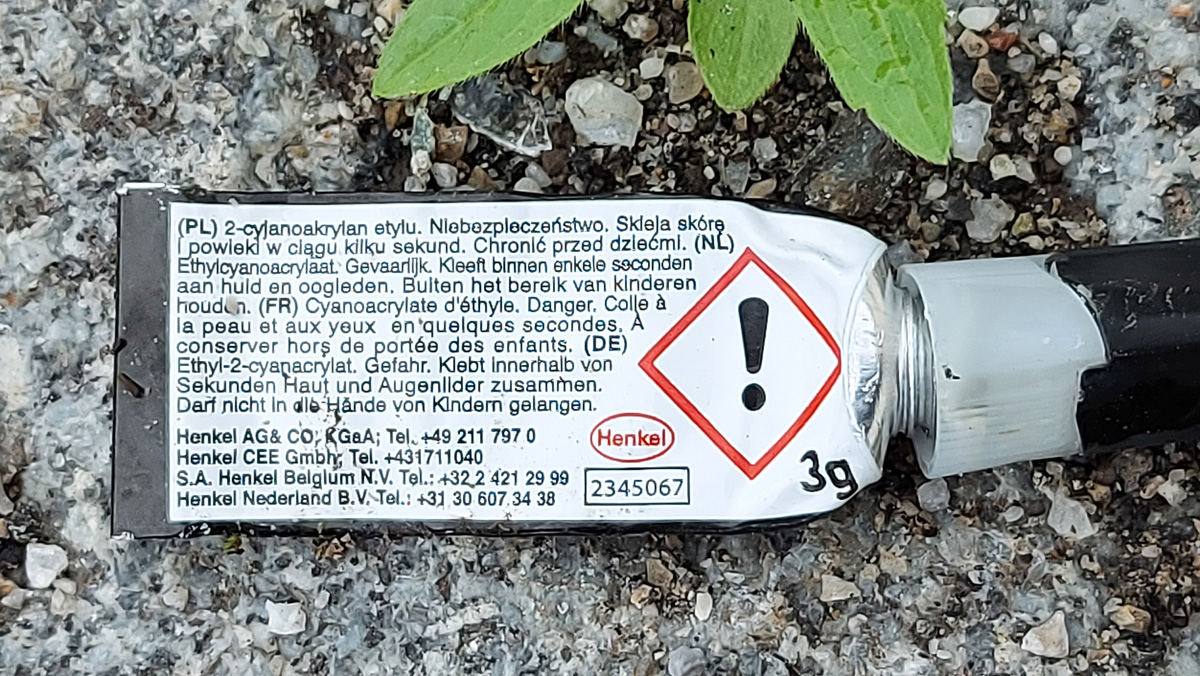 (PL) 2-cyjanoakrylan etylu. Niebezpieczeństwo. Skleja skórę
i powieki w ciągu kilku sekund. Chronić przed dziećmi. (NL)
Ethylcyanoacrylaat. Gevaarlijk. Kleeft binnen enkele seconden
aan huid en oogleden. Buiten het bereik van kinderen
houden. (FR) Cyanoacrylate d'éthyle. Danger. Colle à
la peau et aux yeux en quelques secondes. À
conserver hors de portée des enfants. (DE)
Ethyl-2-cyanacrylat. Gefahr. Klebt innerhalb von
Sekunden Haut und Augenlider zusammen.
Darf nicht in die Hände von Kindern gelangen.
Henkel AG& CO. KGaA; Tel. +49 211 797 0
Henkel CEE Gmbh; Tel. +431711040
S.A. Henkel Belgium N.V. Tel.: +32 2 421 29 99
Henkel Nederland B.V. Tel.: +31 30 607 34 38
Henkel
2345067
3g